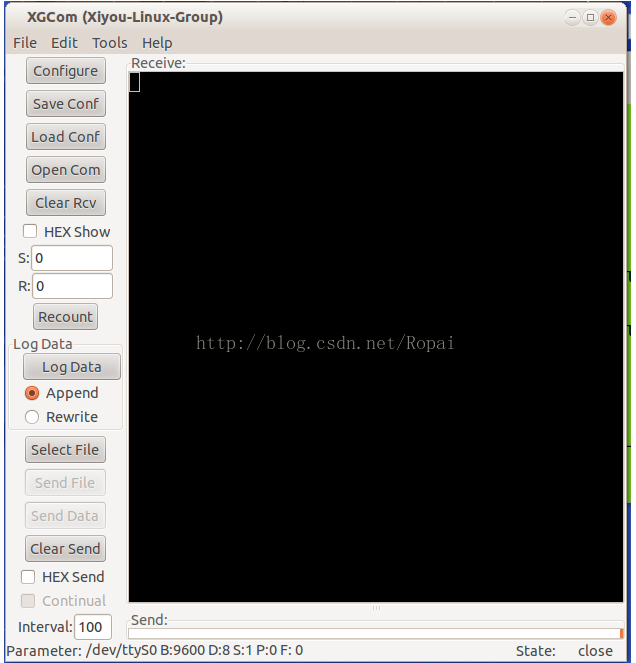 XGCom (Xiyou-Linux-Group)
File Edit Tools Help
Configure
Save Conf
Load Conf
Open Com
Clear Rcv
HEX Show
S: 0
R: 0
Recount
Log Data
Log Data
Append
Rewrite
Select File
Send File
Send Data
Clear Send
HEX Send
Continual
Interval: 100
Receive:
http://blog.csdn.net/Ropai
Send:
Parameter: /dev/ttyS0 B:9600 D:8 S:1 P:0 F: 0 State: close